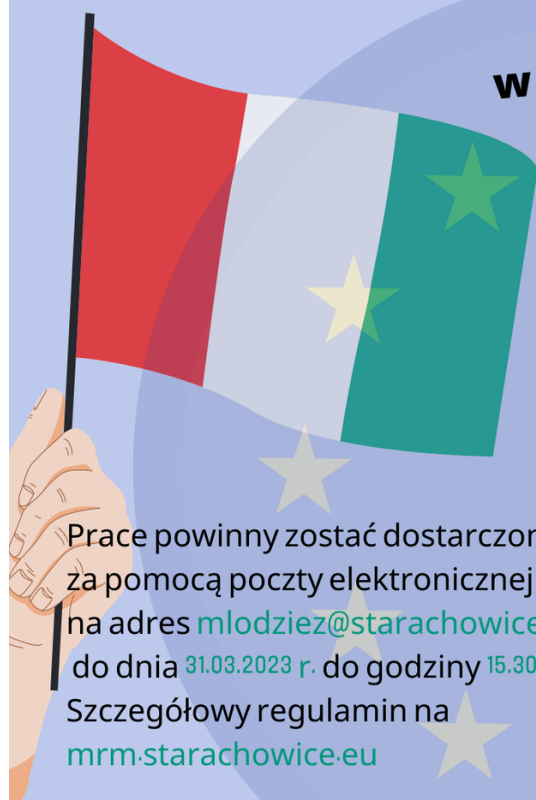 w
Prace powinny zostać dostarczon
za pomocą poczty elektronicznej
na adres mlodziez@starachowice
do dnia 31.03.2023 r. do godziny 15.30
Szczegółowy regulamin na
mrm.starachowice.eu